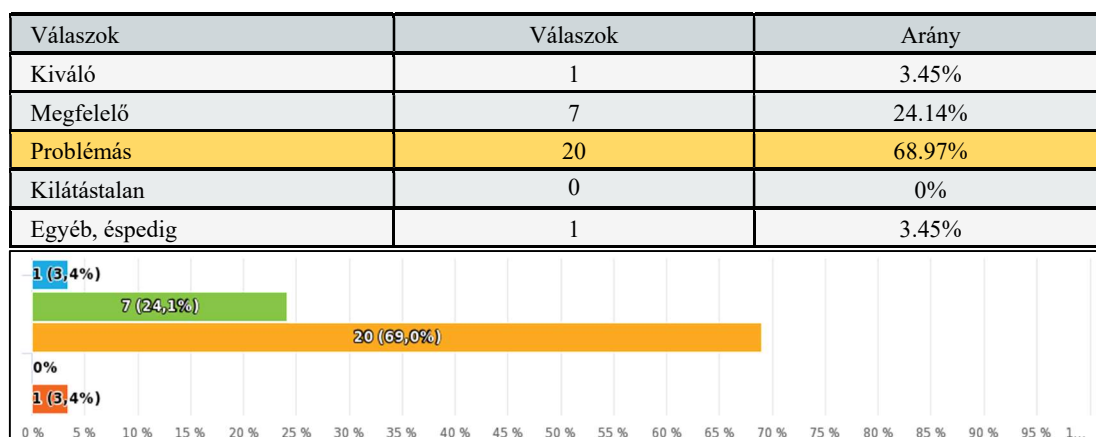 Válaszok Válaszok Arány
Kiváló 1 3.45%
Megfelelő 7 24.14%
Problémás 20 68.97%
Kilátástalan 0 0%
Egyéb, éspedig 1 3.45%
1 (3,4%)
7 (24,1%)
20 (69,0%)
0%
1 (3,4%)
0 % 5 % 10 % 15 % 20 % 25 % 30 % 35 % 40 % 45 % 50 % 55 % 60 % 65 % 70 % 75 % 80 % 85 % 90 % 95 % 1...